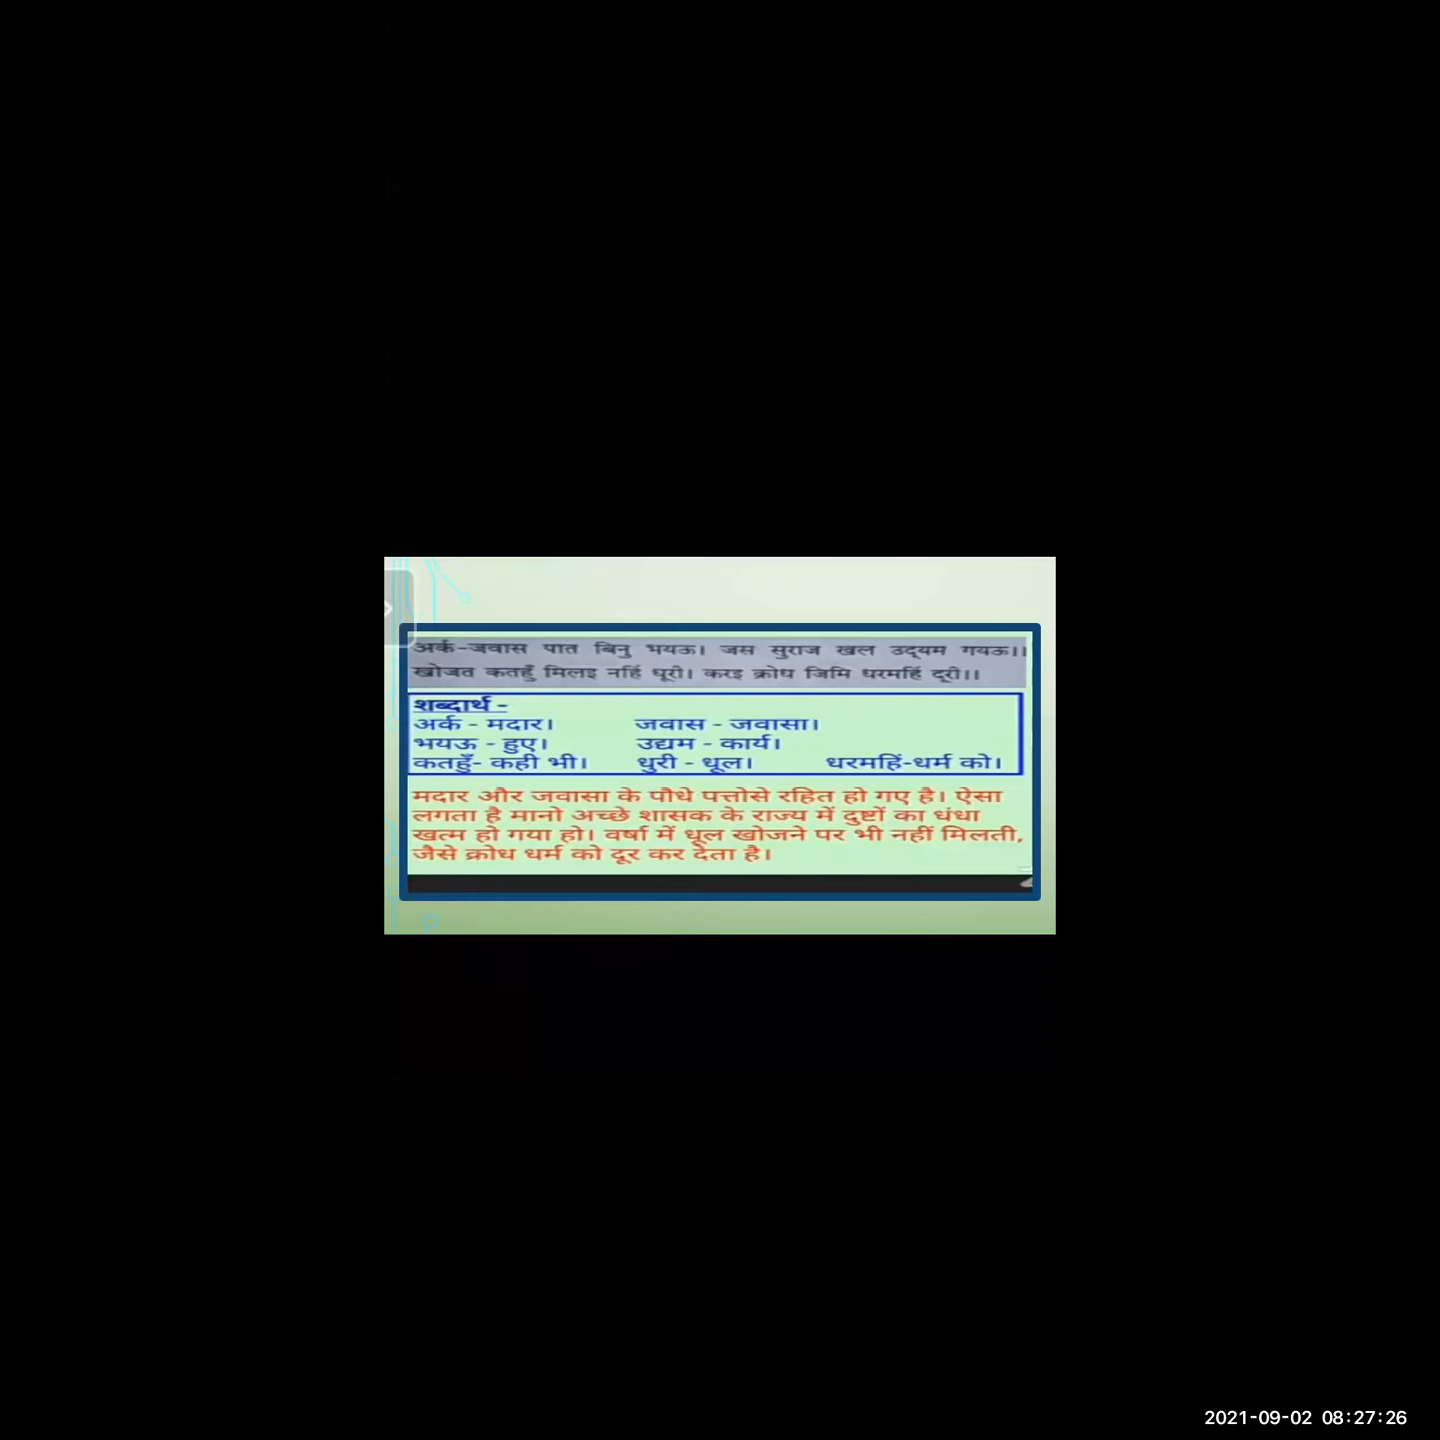 अर्क-जवास पात बिनु भयऊ। जस सुराज खल उद्‌यम गयऊ।।
खोजत कतहुँ मिलइ नहिं धूरी। करइ क्रोध जिमि धरमहिं दूरी।।
शब्दार्थ -
अर्क - मदार। जवास - जवासा।
भयऊ - हुए। उद्यम - कार्य।
कतहुँ- कही भी। धुरी - धूल। धरमहिं-धर्म को।
मदार और जवासा के पौधे पत्तोसे रहित हो गए है। ऐसा
लगता है मानो अच्छे शासक के राज्य में दुष्टों का धंधा
खत्म हो गया हो। वर्षा में धूल खोजने पर भी नहीं मिलती,
जैसे क्रोध धर्म को दूर कर देता है।
2021-09-02 08:27:26